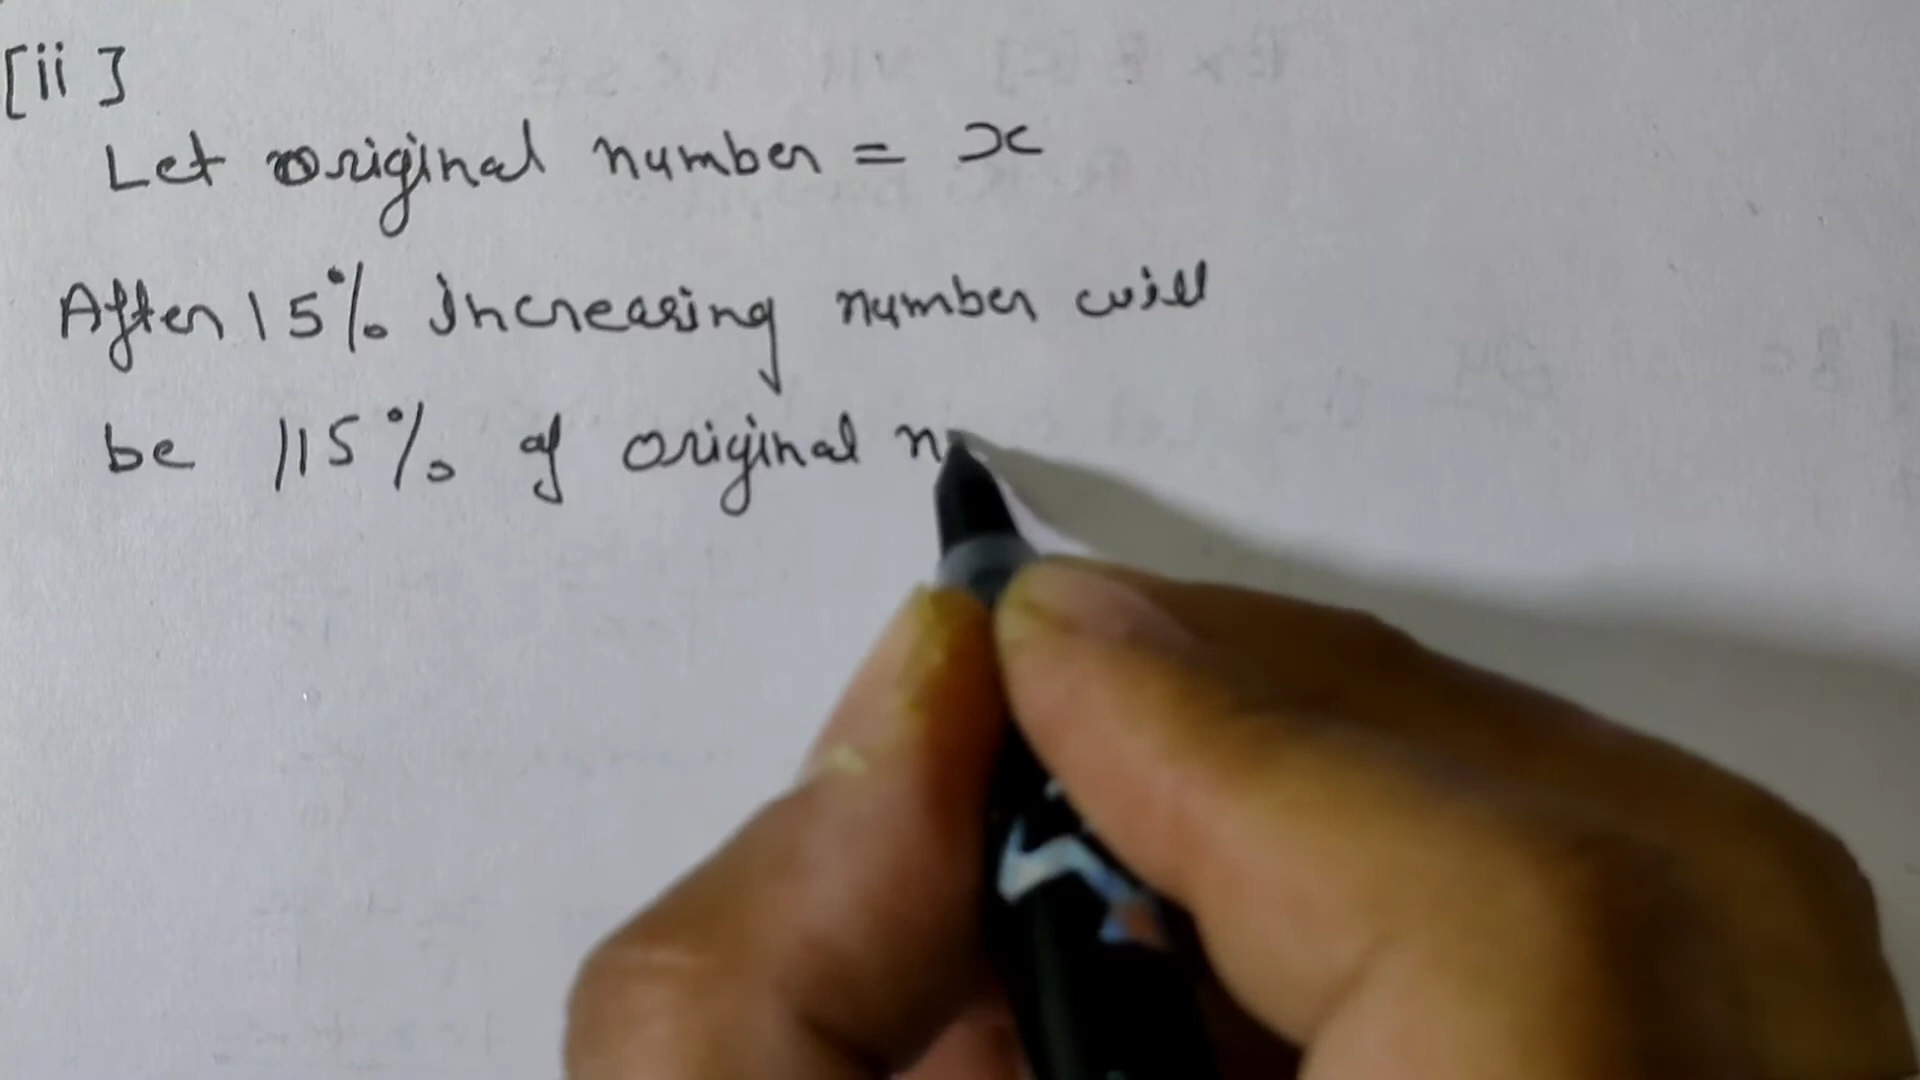 [ii]
Let original number = x
After 15% increasing number will
be 115% of original